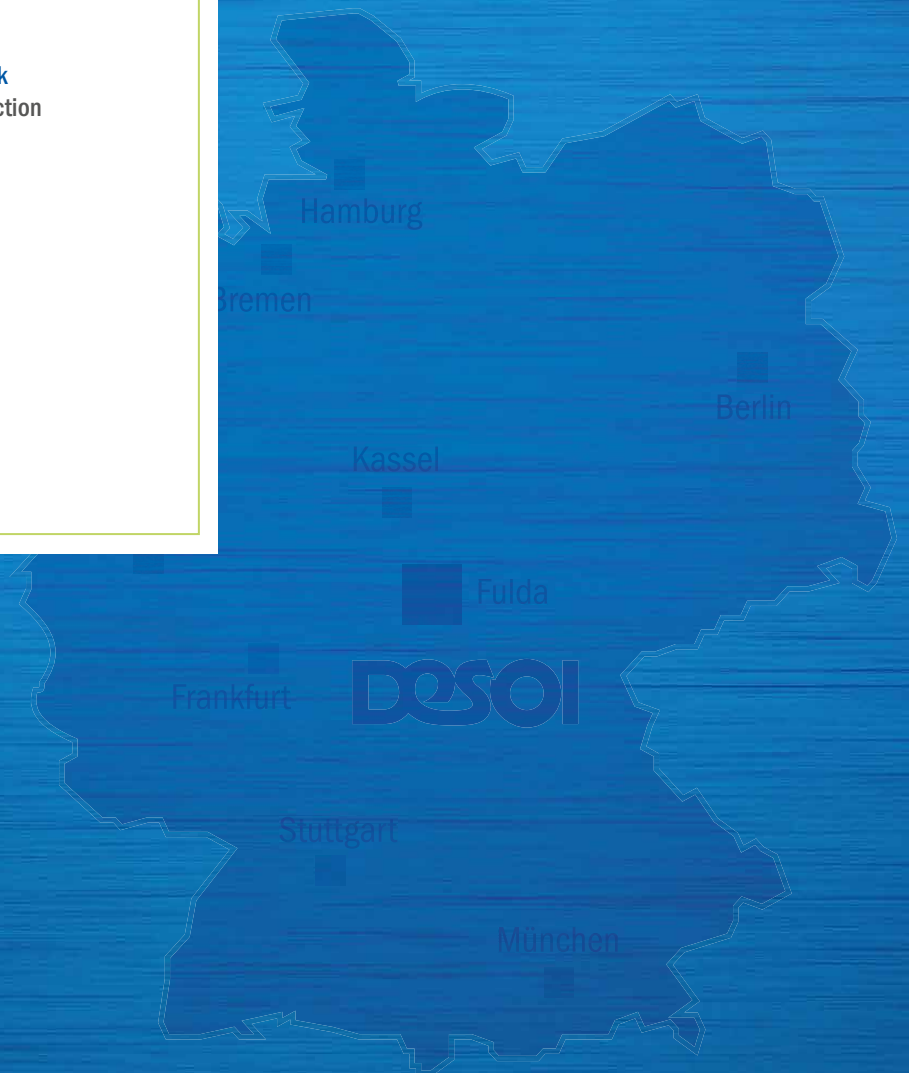 k
ction
Hamburg
Bremen
Berlin
Kassel
Fulda
DESOI
Frankfurt
Stuttgart
München